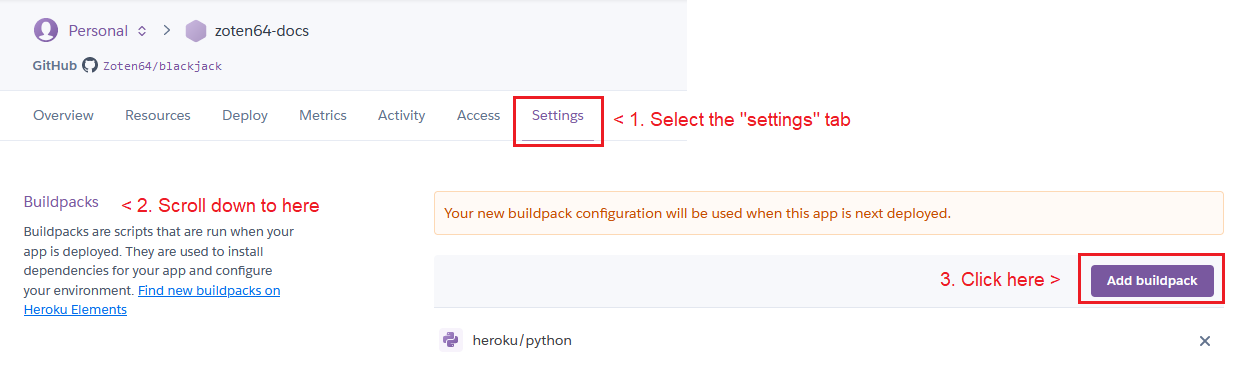 Personal > zoten64-docs
GitHub Zoten64/blackjack
Overview Resources Deploy Metrics Activity Access Settings
< 1. Select the "settings" tab
Buildpacks
< 2. Scroll down to here
Buildpacks are scripts that are run when your
app is deployed. They are used to install
dependencies for your app and configure
your environment. Find new buildpacks on
Heroku Elements
Your new buildpack configuration will be used when this app is next deployed.
3. Click here >
Add buildpack
heroku/python